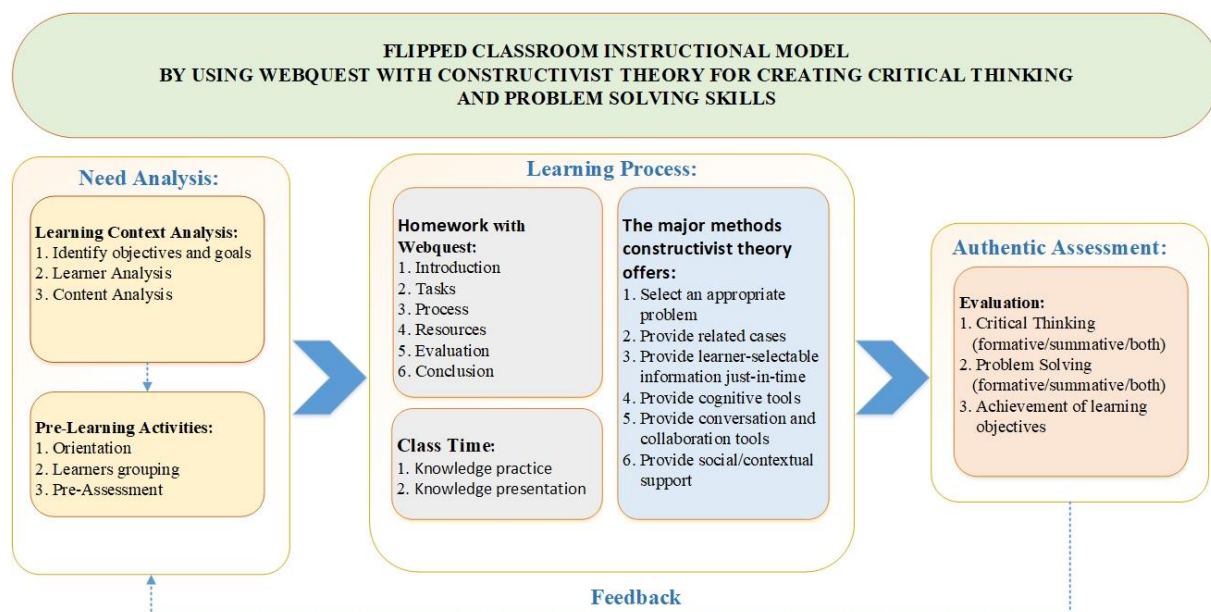 FLIPPED CLASSROOM INSTRUCTIONAL MODEL
BY USING WEBQUEST WITH CONSTRUCTIVIST THEORY FOR CREATING CRITICAL THINKING
AND PROBLEM SOLVING SKILLS
Need Analysis:
Learning Context Analysis:
1. Identify objectives and goals
2. Learner Analysis
3. Content Analysis
Pre-Learning Activities:
1. Orientation
2. Learners grouping
3. Pre-Assessment
Learning Process:
Homework with
Webquest:
1. Introduction
2. Tasks
3. Process
4. Resources
5. Evaluation
6. Conclusion
Class Time:
1. Knowledge practice
2. Knowledge presentation
The major methods
constructivist theory
offers:
1. Select an appropriate
problem
2. Provide related cases
3. Provide learner-selectable
information just-in-time
4. Provide cognitive tools
5. Provide conversation and
collaboration tools
6. Provide social/contextual
support
Authentic Assessment:
Evaluation:
1. Critical Thinking
(formative/summative/both)
2. Problem Solving
(formative/summative/both)
3. Achievement of learning
objectives
Feedback